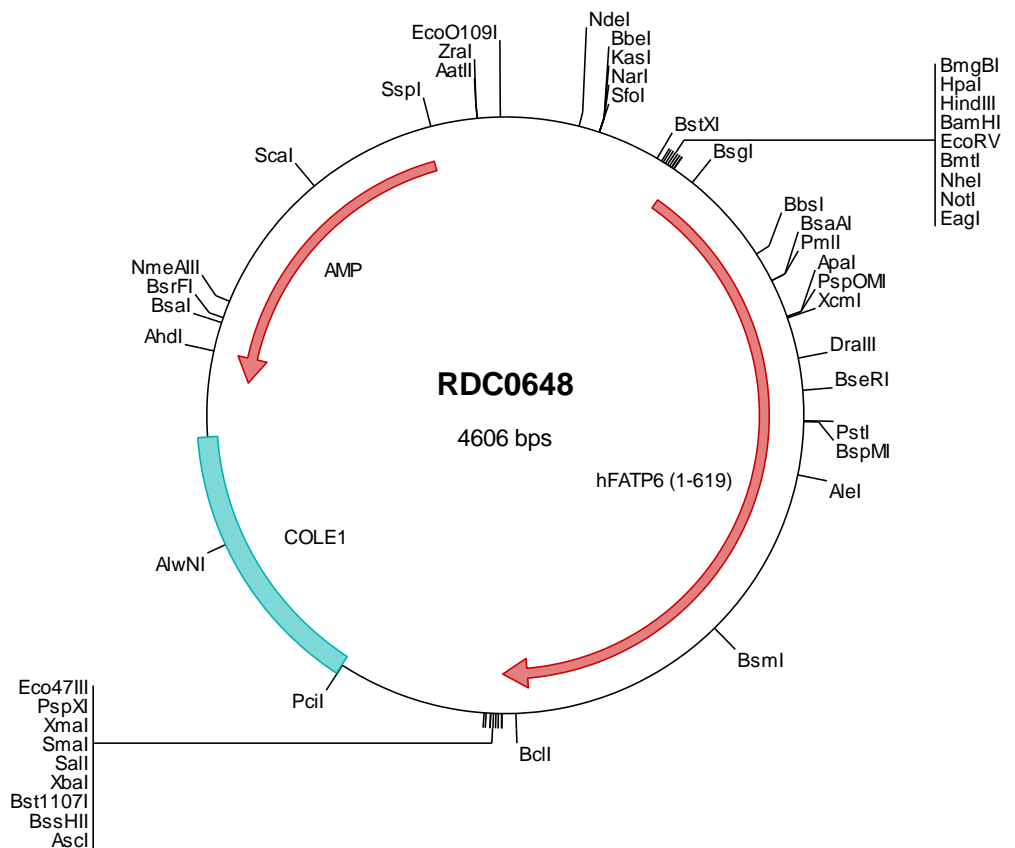 EcoO109I
ZraI
AatII
SspI
ScaI
NdeI
BbeI
KasI
NarI
SfoI
BstXI
BsgI
BmgBI
HpaI
HindIII
BamHI
EcoRV
BmtI
NheI
NotI
EagI
BbsI
BsaAI
PmlI
ApaI
PspOMI
XcmI
DraIII
BseRI
PstI
BspMI
AleI
AMP
NmeAIII
BsrFI
BsaI
AhdI
RDC0648
4606 bps
hFATP6 (1-619)
COLE1
AlwNI
BsmI
PciI
BclI
Eco47III
PspXI
XmaI
SmaI
SalI
XbaI
Bst1107I
BssHII
AscI